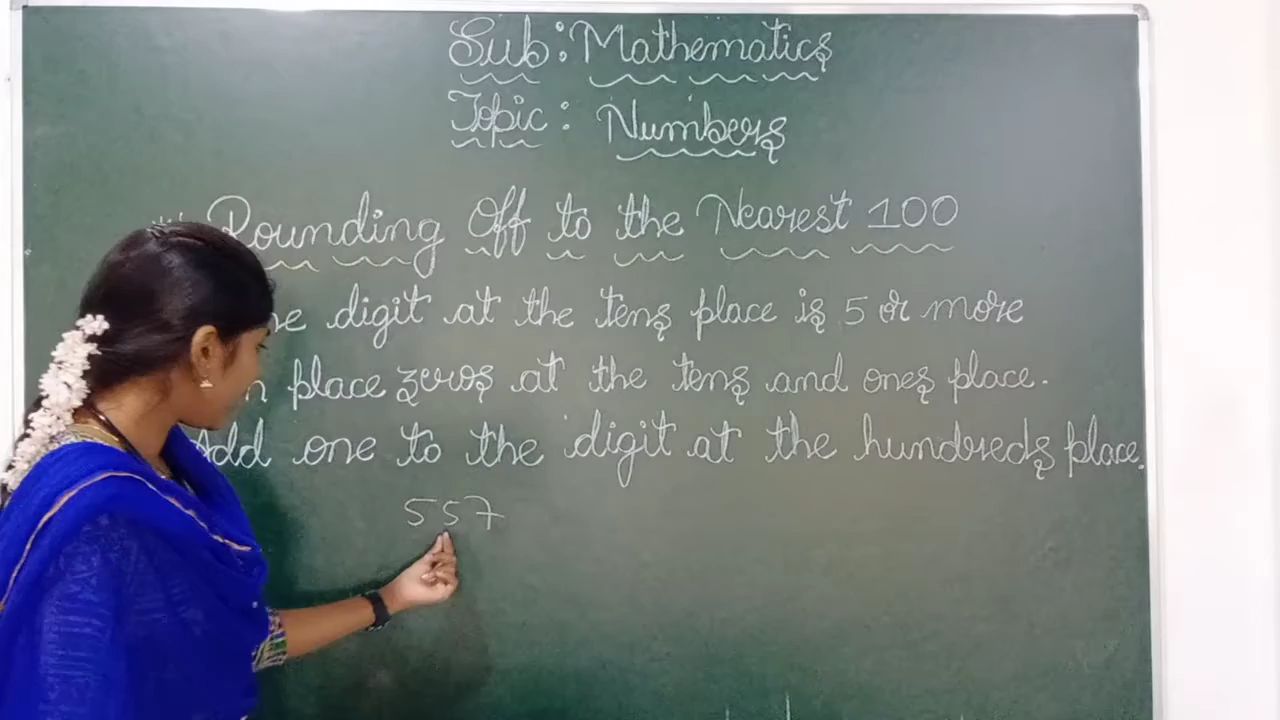 Sub: Mathematics
Topic: Numbers
Rounding Off to the Nearest 100
digit at the tens place is 5 or more
place zeros at the tens and ones place.
Add one to the digit at the hundreds place.
557